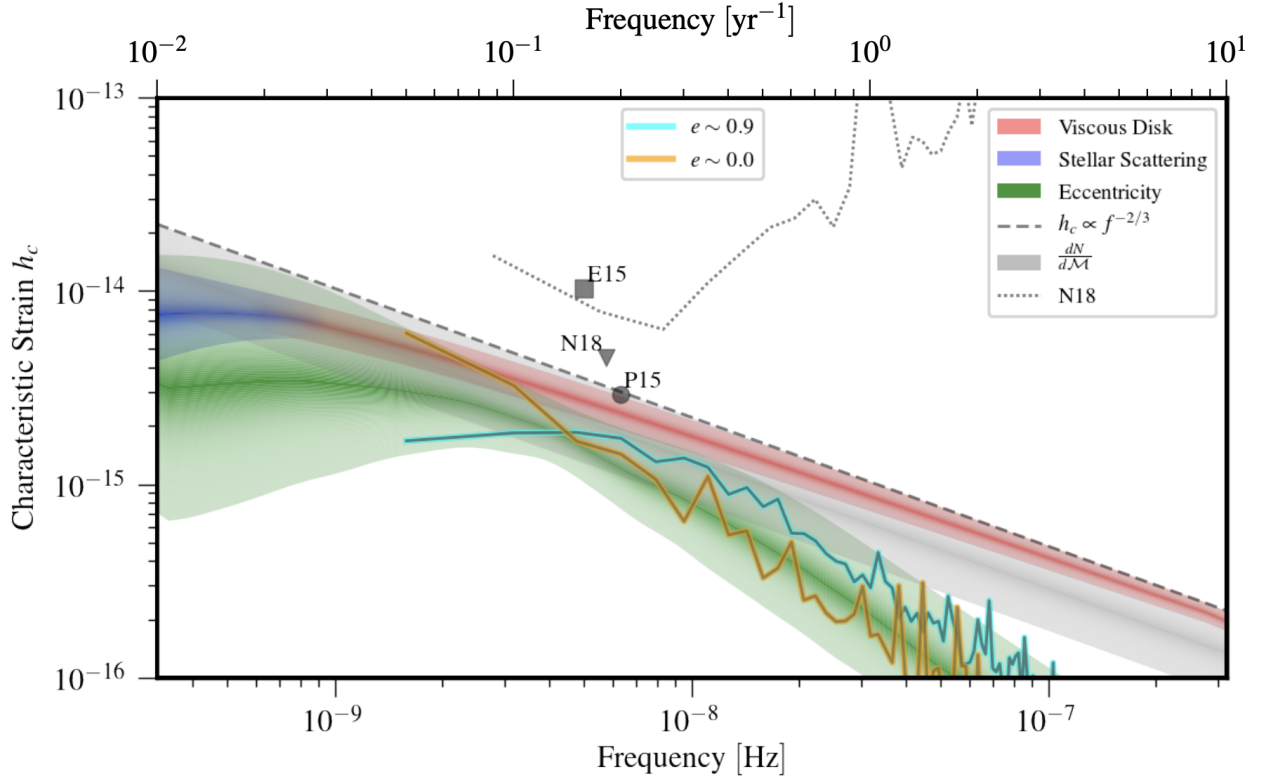 Frequency [yr⁻¹]
10⁻² 10⁻¹ 10⁰ 10¹
10⁻¹³
10⁻¹⁴
10⁻¹⁵
10⁻¹⁶
Characteristic Strain h_c
e ∼ 0.9
e ∼ 0.0
Viscous Disk
Stellar Scattering
Eccentricity
h_c ∝ f^{−2/3}
dN/dℳ
N18
E15
N18
P15
10⁻⁹ 10⁻⁸ 10⁻⁷
Frequency [Hz]